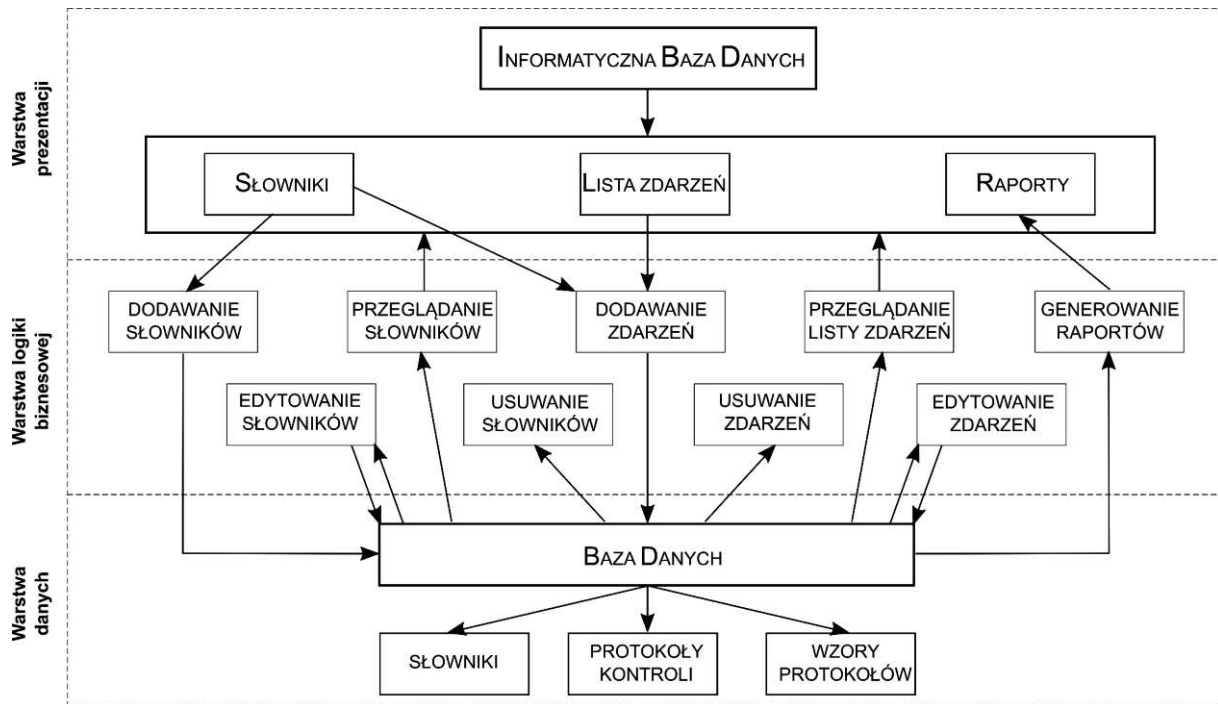 Warstwa
prezentacji
INFORMATYCZNA BAZA DANYCH
SŁOWNIKI
LISTA ZDARZEŃ
RAPORTY
Warstwa logiki
biznesowej
DODAWANIE
SŁOWNIKÓW
PRZEGLĄDANIE
SŁOWNIKÓW
DODAWANIE
ZDARZEŃ
PRZEGLĄDANIE
LISTY ZDARZEŃ
GENEROWANIE
RAPORTÓW
EDYTOWANIE
SŁOWNIKÓW
USUWANIE
SŁOWNIKÓW
USUWANIE
ZDARZEŃ
EDYTOWANIE
ZDARZEŃ
Warstwa
danych
BAZA DANYCH
SŁOWNIKI
PROTOKOŁY
KONTROLI
WZORY
PROTOKOŁÓW